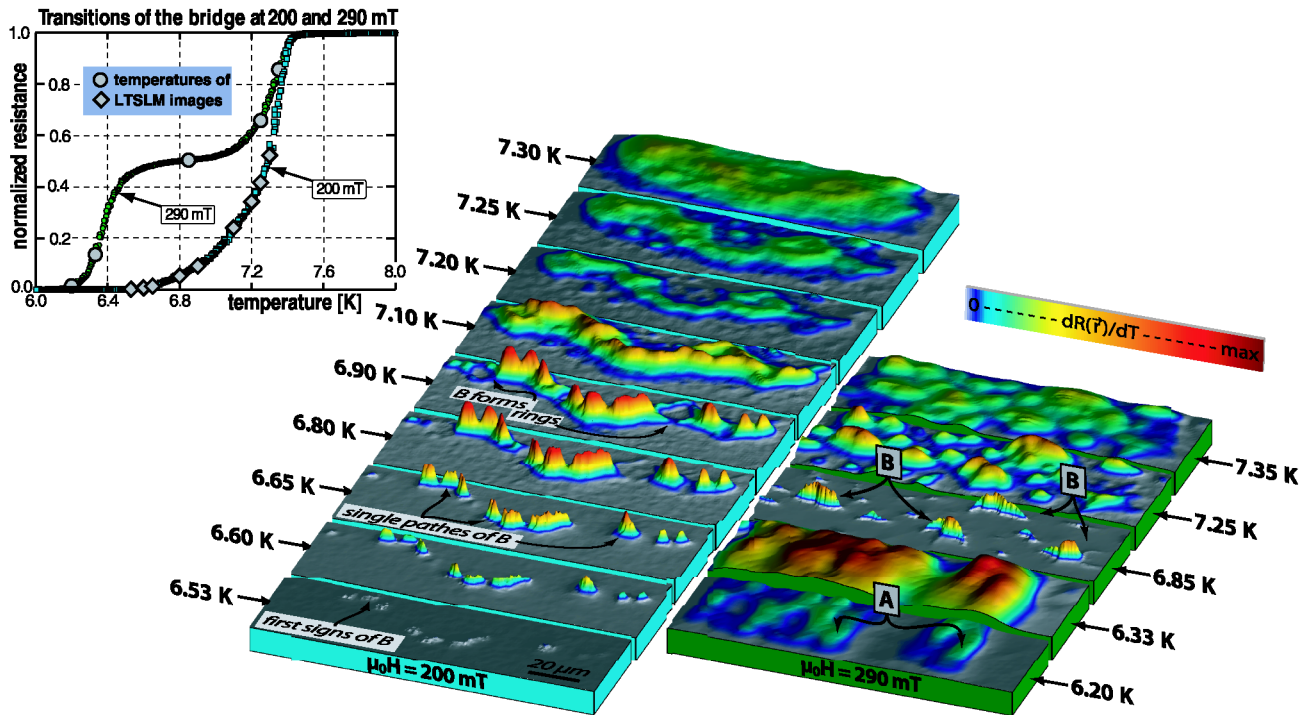 Transitions of the bridge at 200 and 290 mT
normalized resistance
1.0
0.8
0.6
0.4
0.2
0.0
temperatures of
LTSLM images
290 mT
200 mT
6.0
6.4
6.8
7.2
7.6
8.0
temperature [K]
7.30 K
7.25 K
7.20 K
7.10 K
6.90 K
6.80 K
6.65 K
6.60 K
6.53 K
B forms
rings
single pathes of B
first signs of B
20 µm
µ₀H = 200 mT
0 dR(r⃗)/dT max
B
B
A
7.35 K
7.25 K
6.85 K
6.33 K
6.20 K
µ₀H = 290 mT